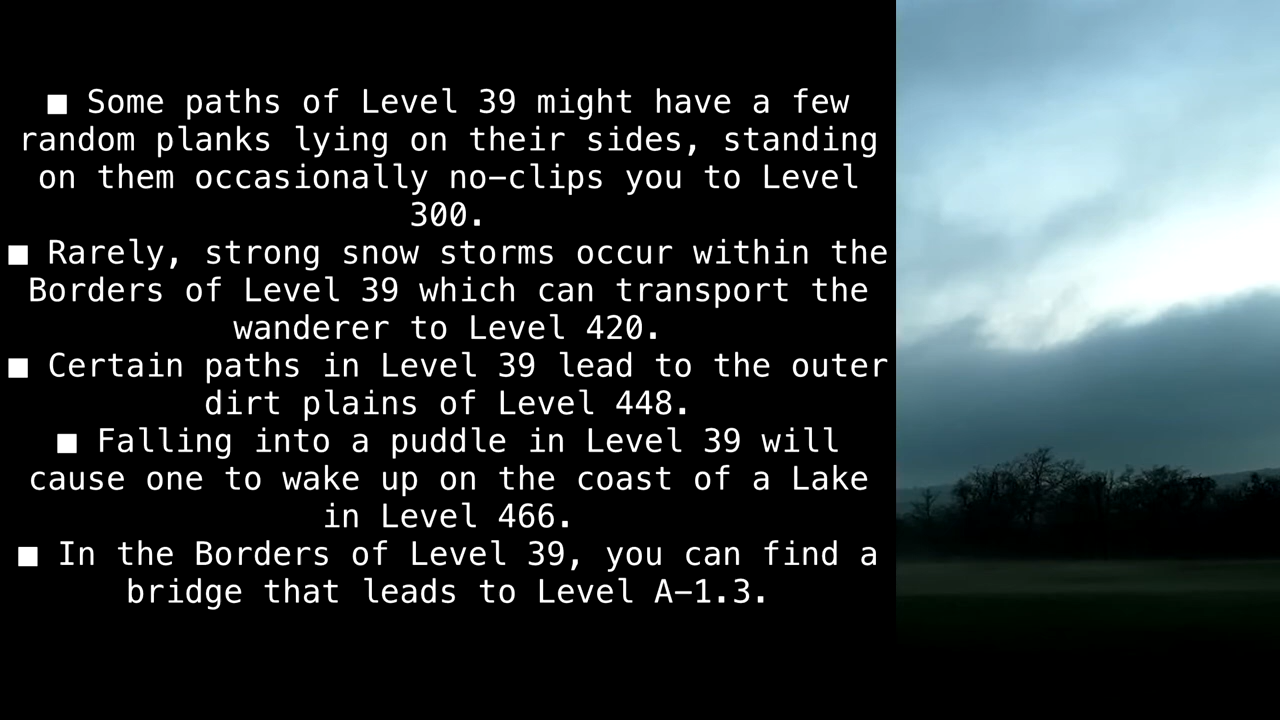 ■ Some paths of Level 39 might have a few
random planks lying on their sides, standing
on them occasionally no-clips you to Level
300.
■ Rarely, strong snow storms occur within the
Borders of Level 39 which can transport the
wanderer to Level 420.
■ Certain paths in Level 39 lead to the outer
dirt plains of Level 448.
■ Falling into a puddle in Level 39 will
cause one to wake up on the coast of a Lake
in Level 466.
■ In the Borders of Level 39, you can find a
bridge that leads to Level A-1.3.